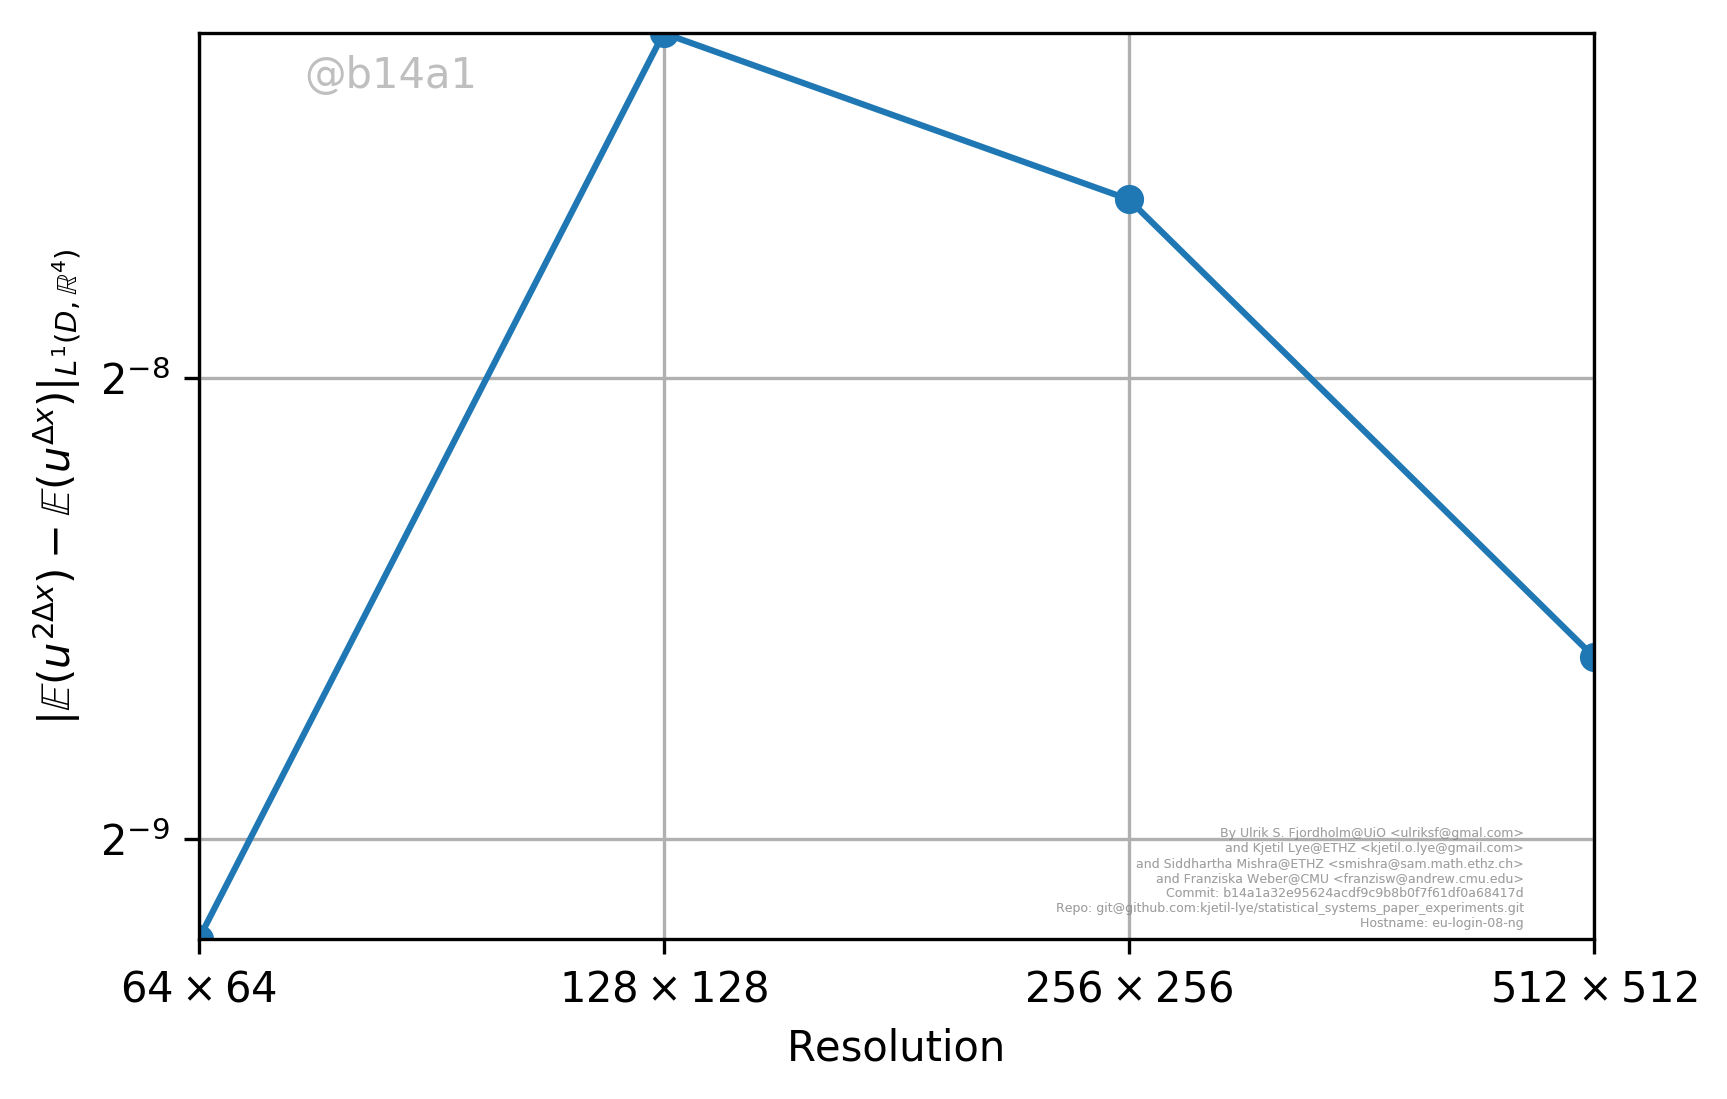 @b14a1
|𝔼(u^{2Δx}) − 𝔼(u^{Δx})|_{L^1(D, ℝ^4)}
2^{−8}
2^{−9}
By Ulrik S. Fjordholm@UiO <ulriksf@gmal.com>
and Kjetil Lye@ETHZ <kjetil.o.lye@gmail.com>
and Siddhartha Mishra@ETHZ <smishra@sam.math.ethz.ch>
and Franziska Weber@CMU <franzisw@andrew.cmu.edu>
Commit: b14a1a32e95624acdf9c9b8b0f7f61df0a68417d
Repo: git@github.com:kjetil-lye/statistical_systems_paper_experiments.git
Hostname: eu-login-08-ng
64 × 64 128 × 128 256 × 256 512 × 512
Resolution